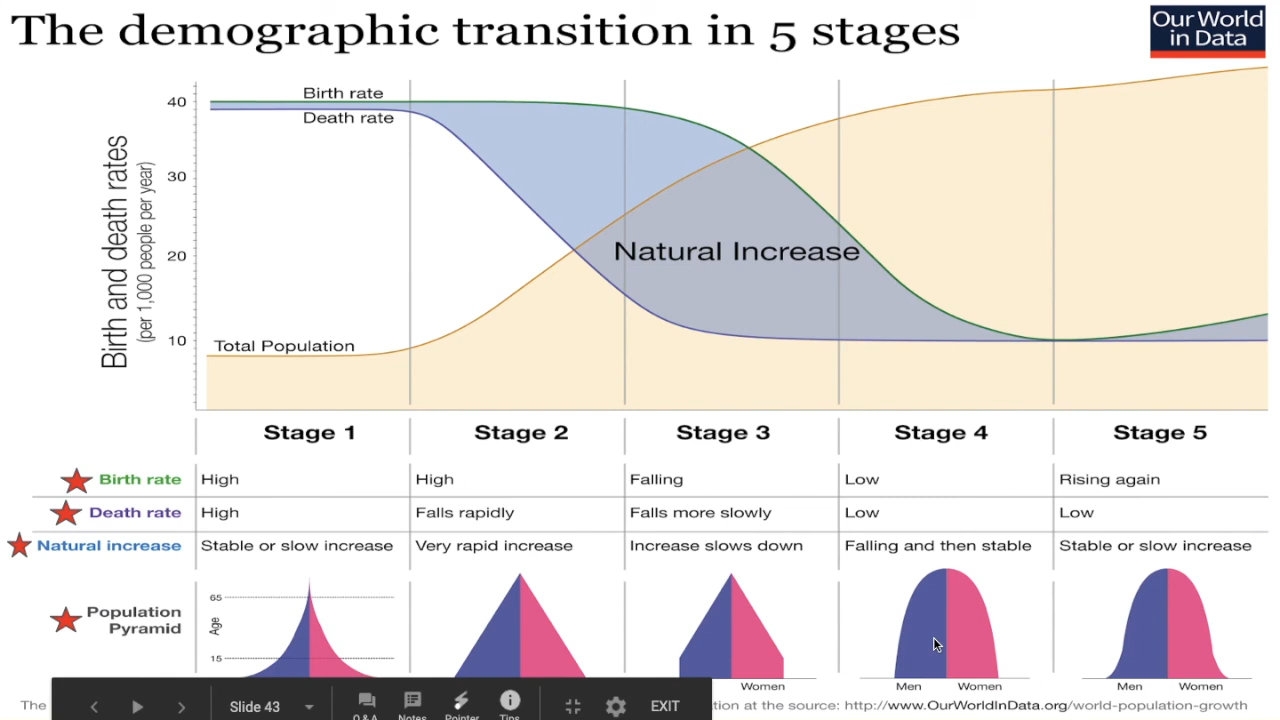 The demographic transition in 5 stages
Our World
in Data
Birth and death rates
(per 1,000 people per year)
40
30
20
10
Birth rate
Death rate
Natural Increase
Total Population
Stage 1
Stage 2
Stage 3
Stage 4
Stage 5
Birth rate
High
High
Falling
Low
Rising again
Death rate
High
Falls rapidly
Falls more slowly
Low
Low
Natural increase
Stable or slow increase
Very rapid increase
Increase slows down
Falling and then stable
Stable or slow increase
Population
Pyramid
Age
65
15
Women
Men
Women
Men
Women
The
Slide 43
Q & A
Notes
Pointer
Tips
EXIT
tion at the source: http://www.OurWorldInData.org/world-population-growth